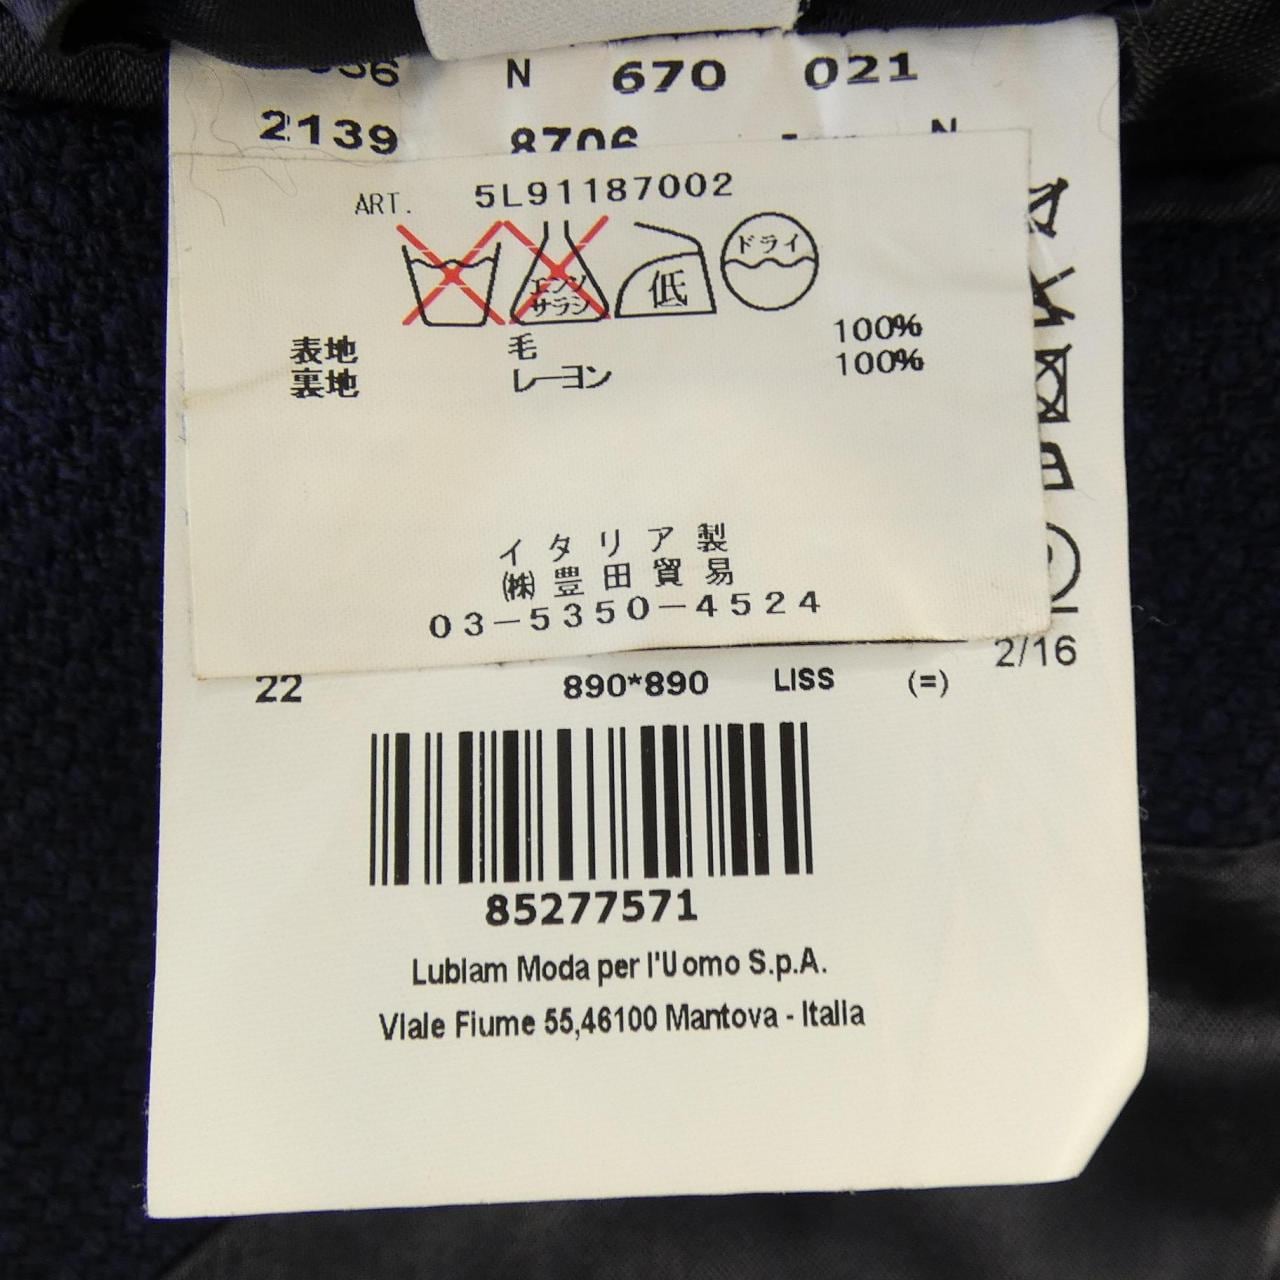 N 670 021
2139 8706 N
ART. 5L91187002
エンソ サラシ 低 ドライ
表地 毛 100%
裏地 レーヨン 100%
イタリア製
㈱豊田貿易
03-5350-4524
2/16
22 890*890 LISS (=)
85277571
Lubiam Moda per l'Uomo S.p.A.
Viale Fiume 55,46100 Mantova - Italia